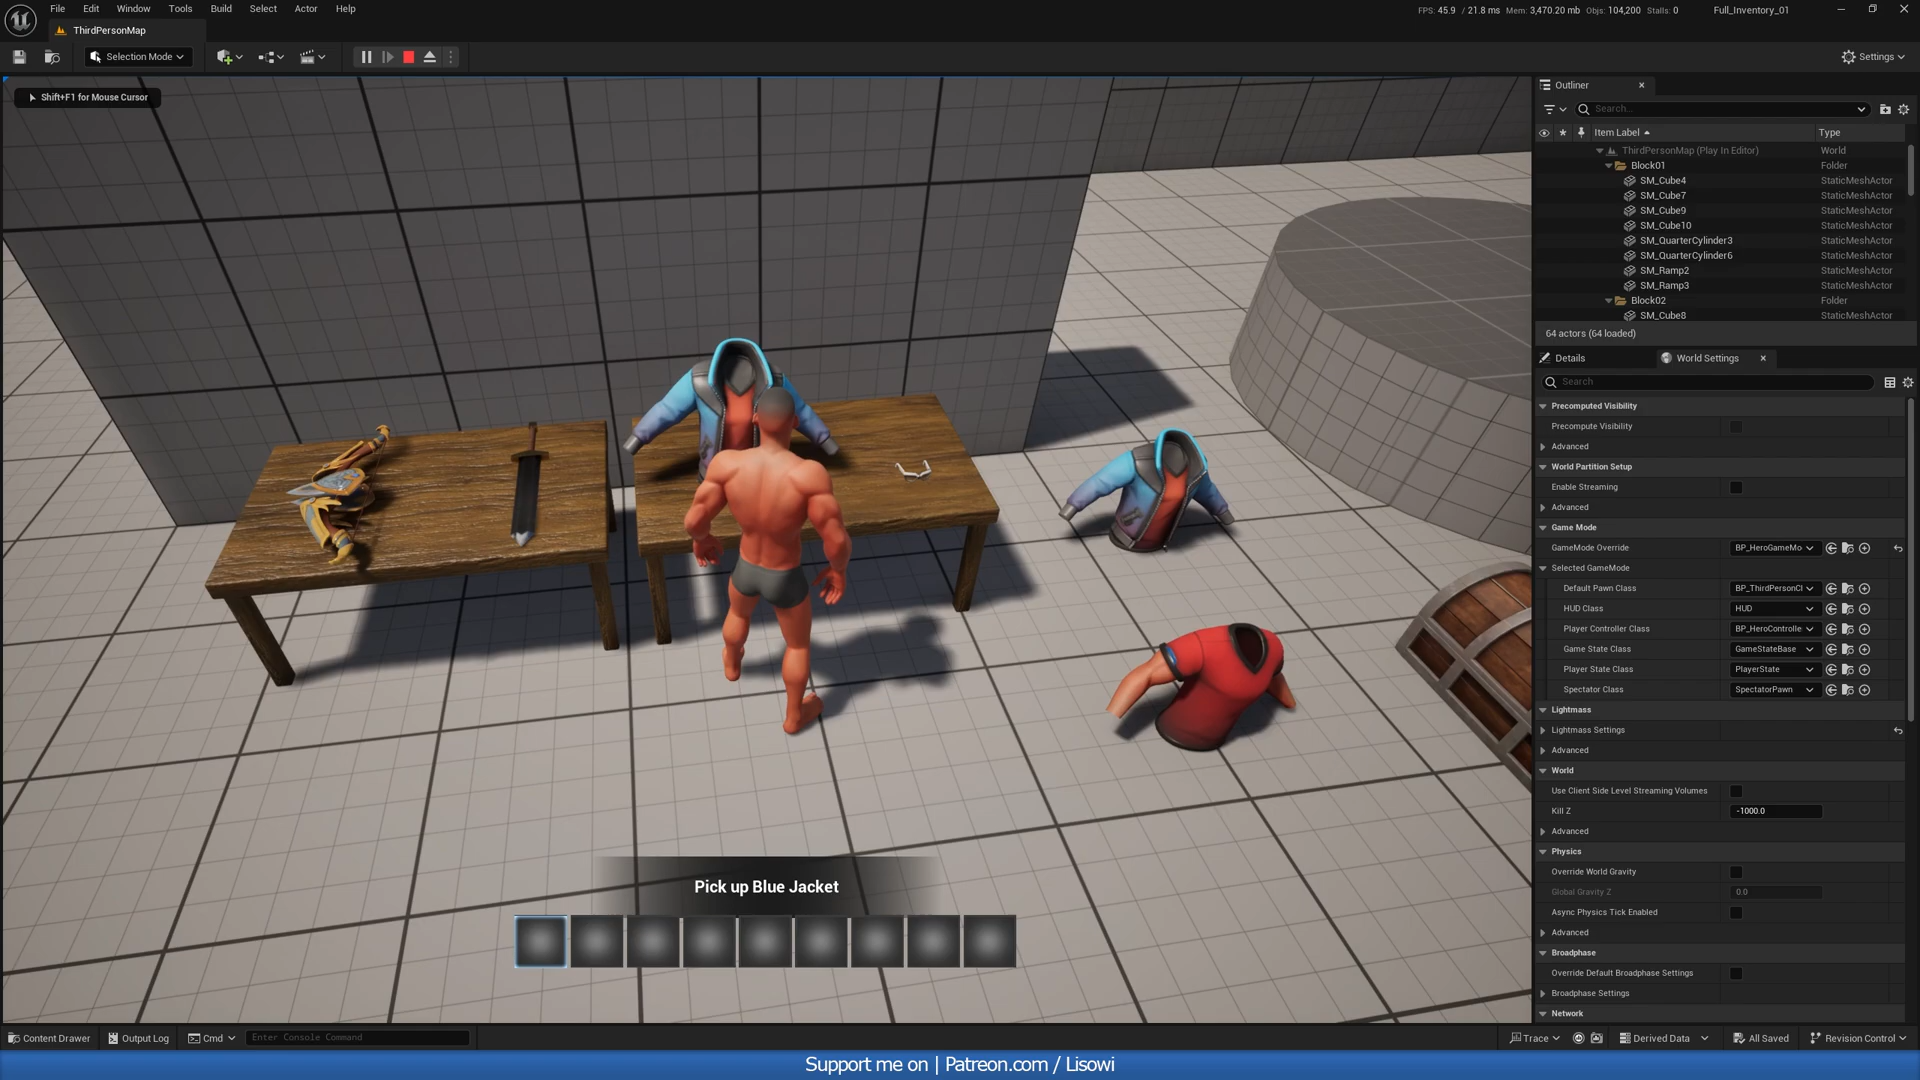 File Edit Window Tools Build Select Actor Help
FPS: 45.9 / 21.8 ms Mem: 3,470.20 mb Objs: 104,200 Stalls: 0
Full_Inventory_01
ThirdPersonMap
Selection Mode
Settings
Shift+F1 for Mouse Cursor
Outliner
Search...
Item Label Type
ThirdPersonMap (Play In Editor) World
Block01 Folder
SM_Cube4 StaticMeshActor
SM_Cube7 StaticMeshActor
SM_Cube9 StaticMeshActor
SM_Cube10 StaticMeshActor
SM_QuarterCylinder3 StaticMeshActor
SM_QuarterCylinder6 StaticMeshActor
SM_Ramp2 StaticMeshActor
SM_Ramp3 StaticMeshActor
Block02 Folder
SM_Cube8 StaticMeshActor
64 actors (64 loaded)
Details World Settings
Search
Precomputed Visibility
Precompute Visibility
Advanced
World Partition Setup
Enable Streaming
Advanced
Game Mode
GameMode Override BP_HeroGameMo
Selected GameMode
Default Pawn Class BP_ThirdPersonCl
HUD Class HUD
Player Controller Class BP_HeroControlle
Game State Class GameStateBase
Player State Class PlayerState
Spectator Class SpectatorPawn
Lightmass
Lightmass Settings
Advanced
World
Use Client Side Level Streaming Volumes
Kill Z -1000.0
Advanced
Physics
Override World Gravity
Global Gravity Z 0.0
Async Physics Tick Enabled
Advanced
Broadphase
Override Default Broadphase Settings
Broadphase Settings
Network
Pick up Blue Jacket
Content Drawer Output Log Cmd Enter Console Command
Trace Derived Data All Saved Revision Control
Support me on | Patreon.com / Lisowi